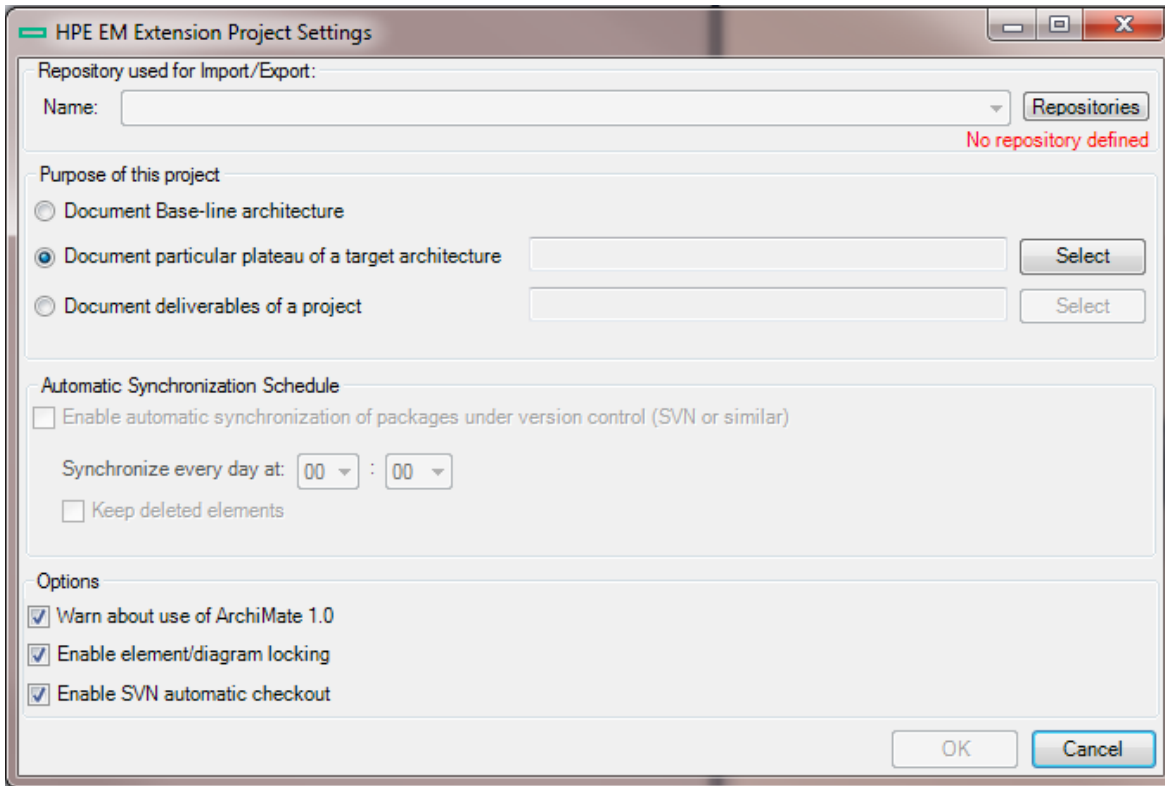 HPE EM Extension Project Settings
Repository used for Import/Export:
Name: Repositories
No repository defined
Purpose of this project
Document Base-line architecture
Document particular plateau of a target architecture Select
Document deliverables of a project Select
Automatic Synchronization Schedule
Enable automatic synchronization of packages under version control (SVN or similar)
Synchronize every day at: 00 : 00
Keep deleted elements
Options
Warn about use of ArchiMate 1.0
Enable element/diagram locking
Enable SVN automatic checkout
OK Cancel